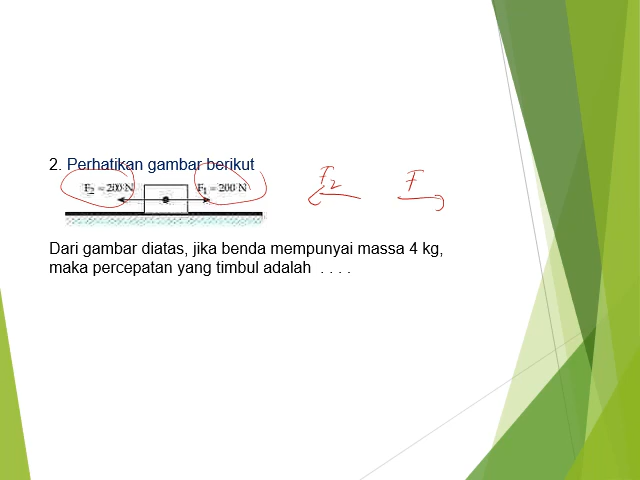 2. Perhatikan gambar berikut
F₂ = 200 N F₁ = 200 N
F₂ F
Dari gambar diatas, jika benda mempunyai massa 4 kg,
maka percepatan yang timbul adalah . . . .